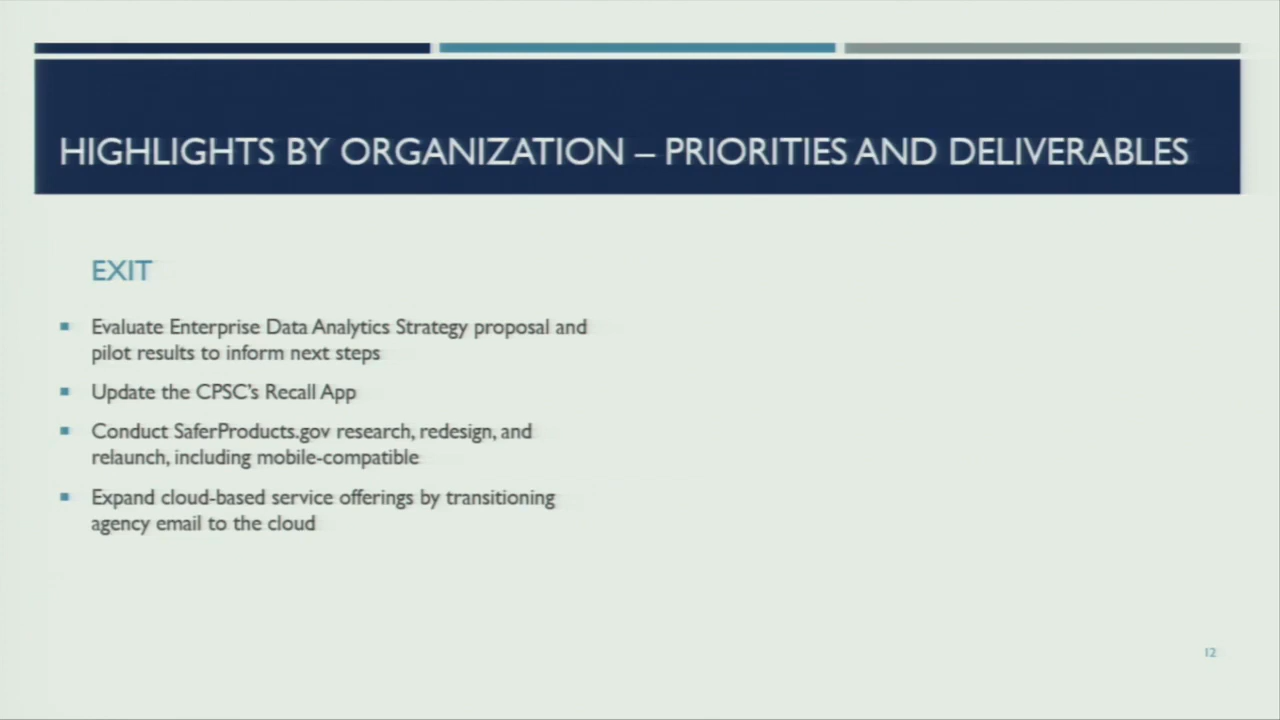 HIGHLIGHTS BY ORGANIZATION – PRIORITIES AND DELIVERABLES
EXIT
▪ Evaluate Enterprise Data Analytics Strategy proposal and
pilot results to inform next steps
▪ Update the CPSC's Recall App
▪ Conduct SaferProducts.gov research, redesign, and
relaunch, including mobile-compatible
▪ Expand cloud-based service offerings by transitioning
agency email to the cloud
12